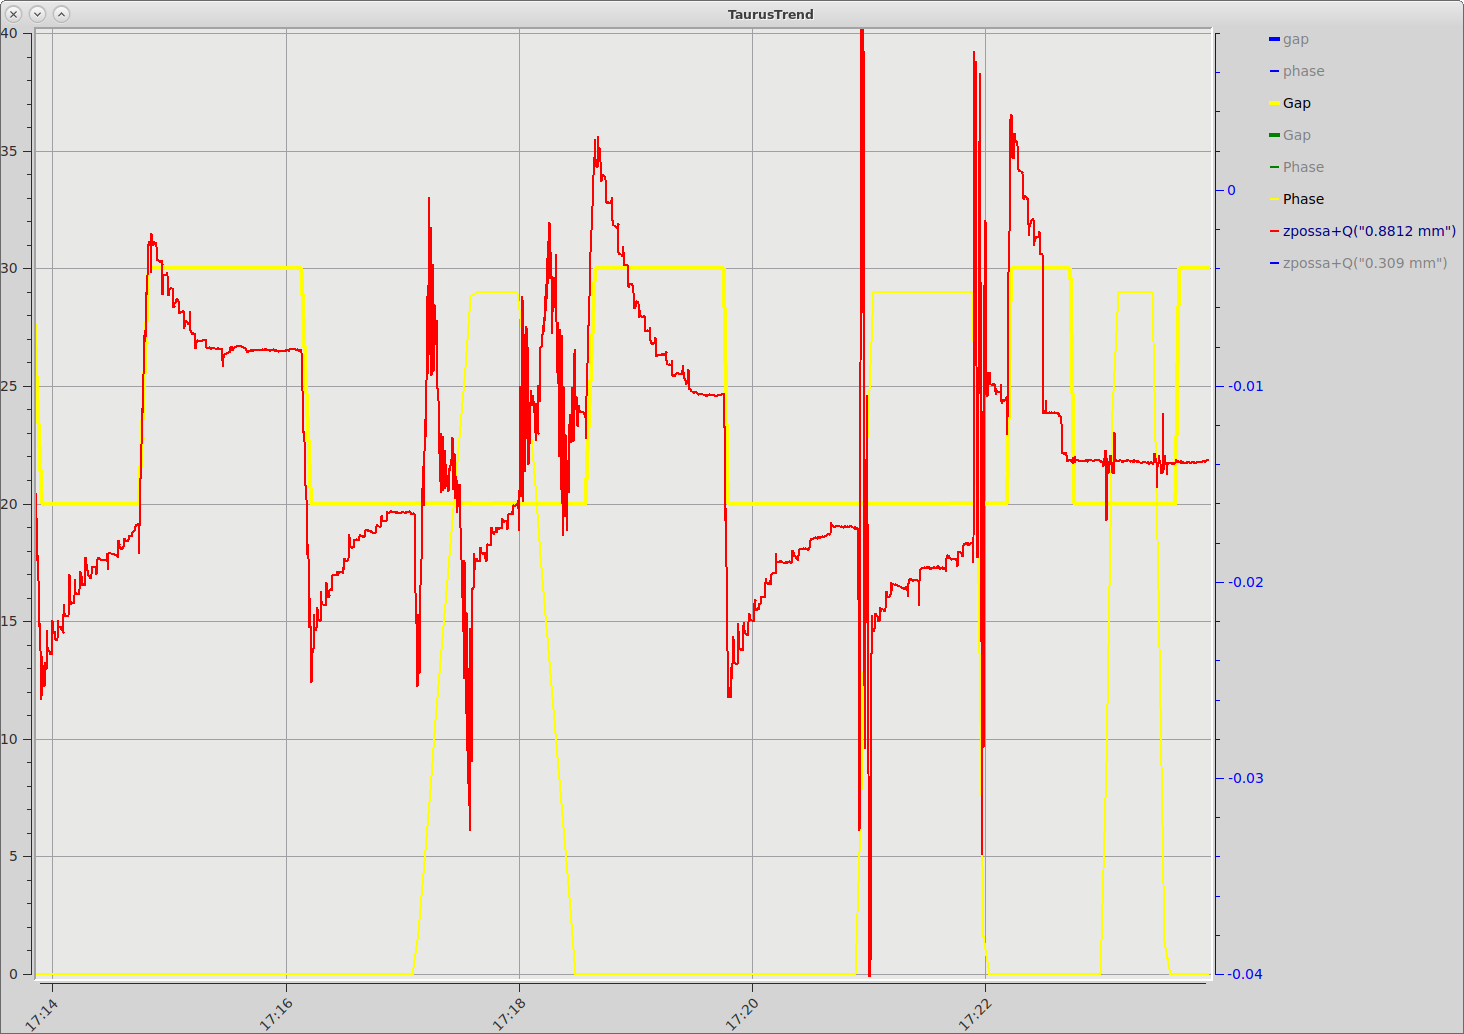 TaurusTrend
40
35
30
25
20
15
10
5
0
0
-0.01
-0.02
-0.03
-0.04
17:14
17:16
17:18
17:20
17:22
gap
phase
Gap
Gap
Phase
Phase
zpossa+Q("0.8812 mm")
zpossa+Q("0.309 mm")